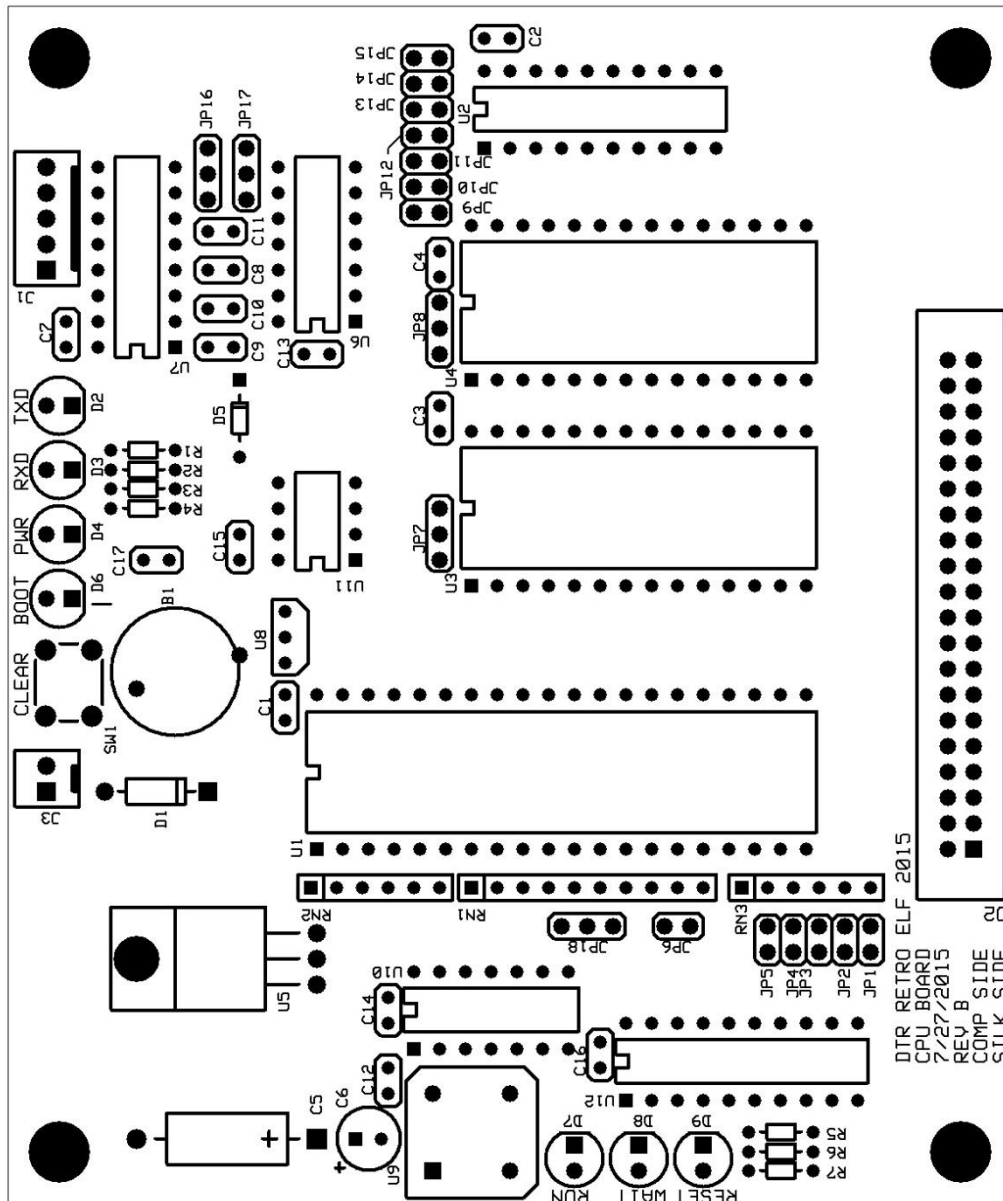 C2
JP15
JP14
JP13
U2
JP16
JP17
JP12
JP11
JP10
JP9
C11
C4
C8
J1
C10
JP8
C7
C9
C13
U6
U7
U4
TXD
D2
D5
C3
RXD
D3
R1
R2
R3
R4
PWR
D4
C15
JP7
C17
U11
U3
BOOT
D6
B1
U8
CLEAR
C1
SW1
J3
D1
U1
RN2
RN1
RN3
J2
JP18
JP6
JP5
JP4
JP3
JP2
JP1
DTR RETRO ELF 2015
CPU BOARD
7/27/2015
REV B
COMP SIDE
SILK SIDE
U5
U10
C14
C16
C12
U12
C5
C6
U9
+
+
D7
D8
D9
R5
R6
R7
RUN
WAIT
RESET